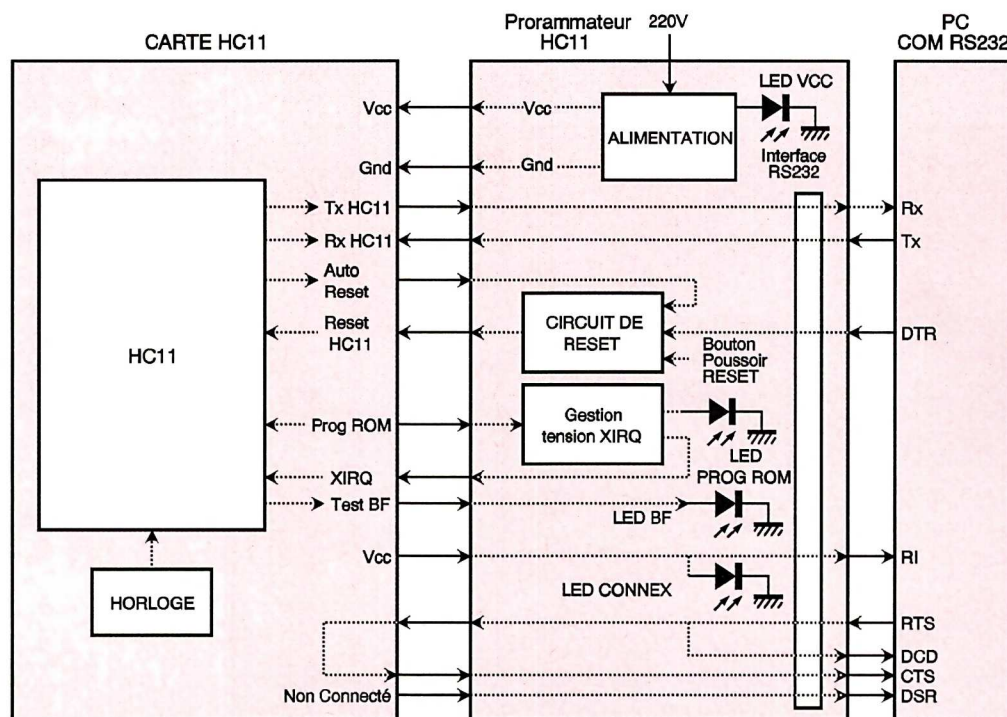 CARTE HC11
Prorammateur
HC11
220V
PC
COM RS232
Vcc
Vcc
ALIMENTATION
LED VCC
Interface
RS232
Gnd
Gnd
Tx HC11
Rx
Rx HC11
Tx
Auto
Reset
HC11
Reset
HC11
CIRCUIT DE
RESET
DTR
Bouton
Poussoir
RESET
Prog ROM
Gestion
tension XIRQ
LED
PROG ROM
XIRQ
Test BF
LED BF
Vcc
RI
HORLOGE
LED CONNEX
RTS
DCD
CTS
Non Connecté
DSR